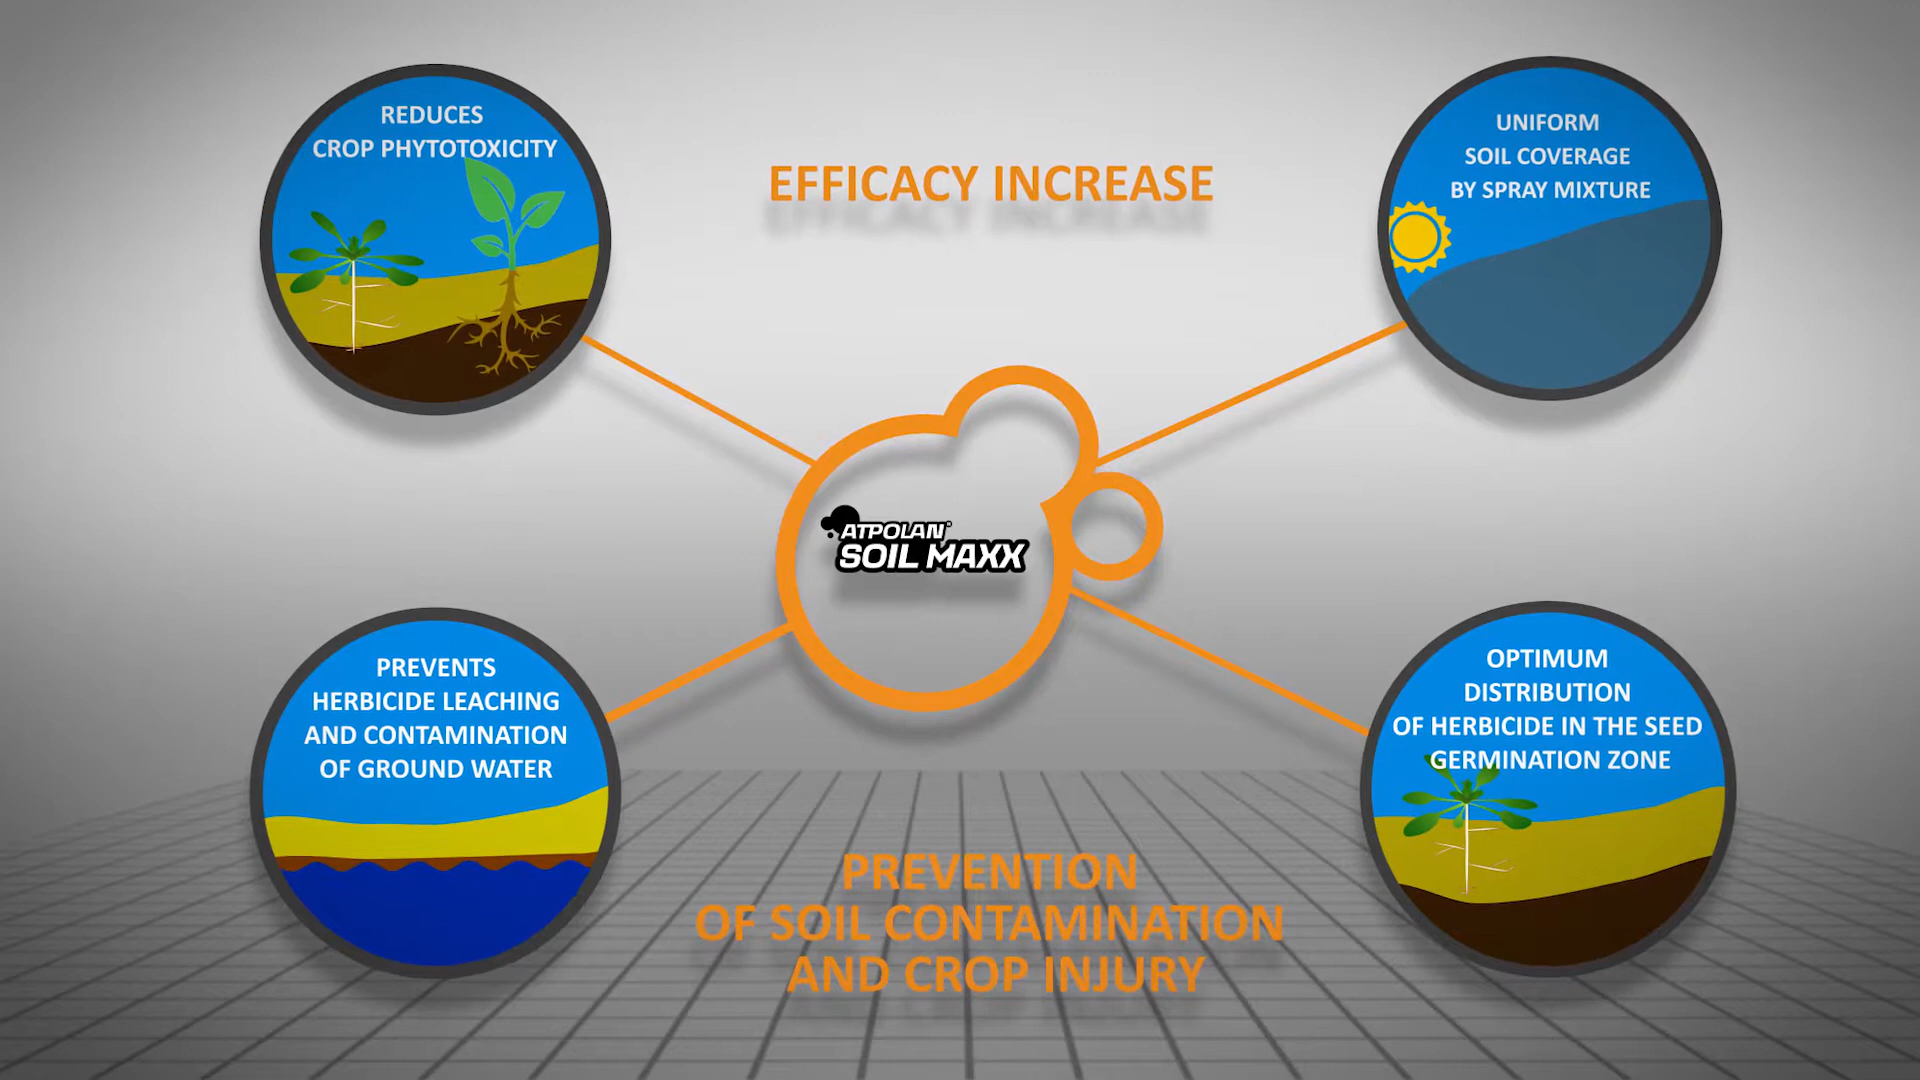 REDUCES
CROP PHYTOTOXICITY
EFFICACY INCREASE
UNIFORM
SOIL COVERAGE
BY SPRAY MIXTURE
ATPOLAN®
SOIL MAXX
PREVENTS
HERBICIDE LEACHING
AND CONTAMINATION
OF GROUND WATER
OPTIMUM
DISTRIBUTION
OF HERBICIDE IN THE SEED
GERMINATION ZONE
PREVENTION
OF SOIL CONTAMINATION
AND CROP INJURY